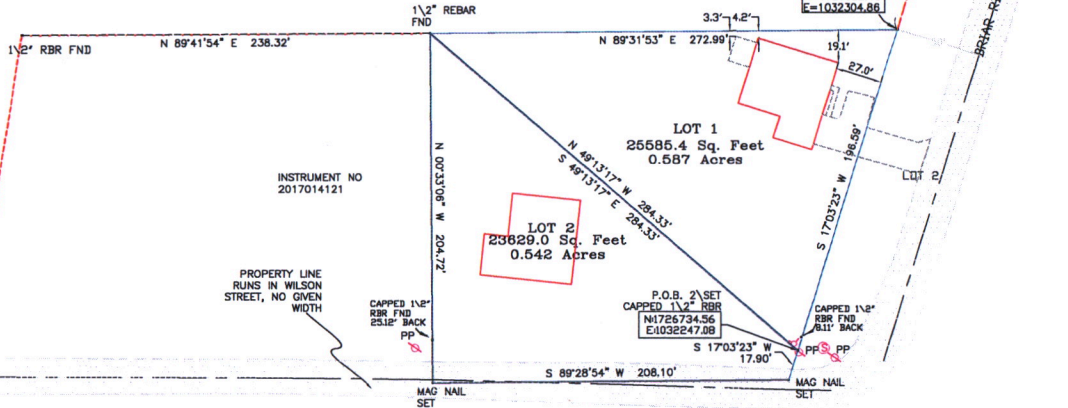 1\2" REBAR
FND
E=1032304.86
1\2" RBR FND
N 89°41'54" E 238.32'
N 89°31'53" E 272.99'
3.3'
4.2'
19.1'
27.0'
LOT 1
25585.4 Sq. Feet
0.587 Acres
N 49°13'17" W 284.33'
S 49°13'17" E 284.33'
S 17°03'23" W 196.59'
LOT 2
INSTRUMENT NO
2017014121
N 00°33'06" W 204.72'
LOT 2
23629.0 Sq. Feet
0.542 Acres
PROPERTY LINE
RUNS IN WILSON
STREET, NO GIVEN
WIDTH
CAPPED 1\2"
RBR FND
25.12' BACK
PP
P.O.B. 2\SET
CAPPED 1\2" RBR
N:1726734.56
E:1032247.08
CAPPED 1\2"
RBR FND
8.11' BACK
PP
S
PP
S 17°03'23" W
17.90'
S 89°28'54" W 208.10'
MAG NAIL
SET
MAG NAIL
SET
BRIAR